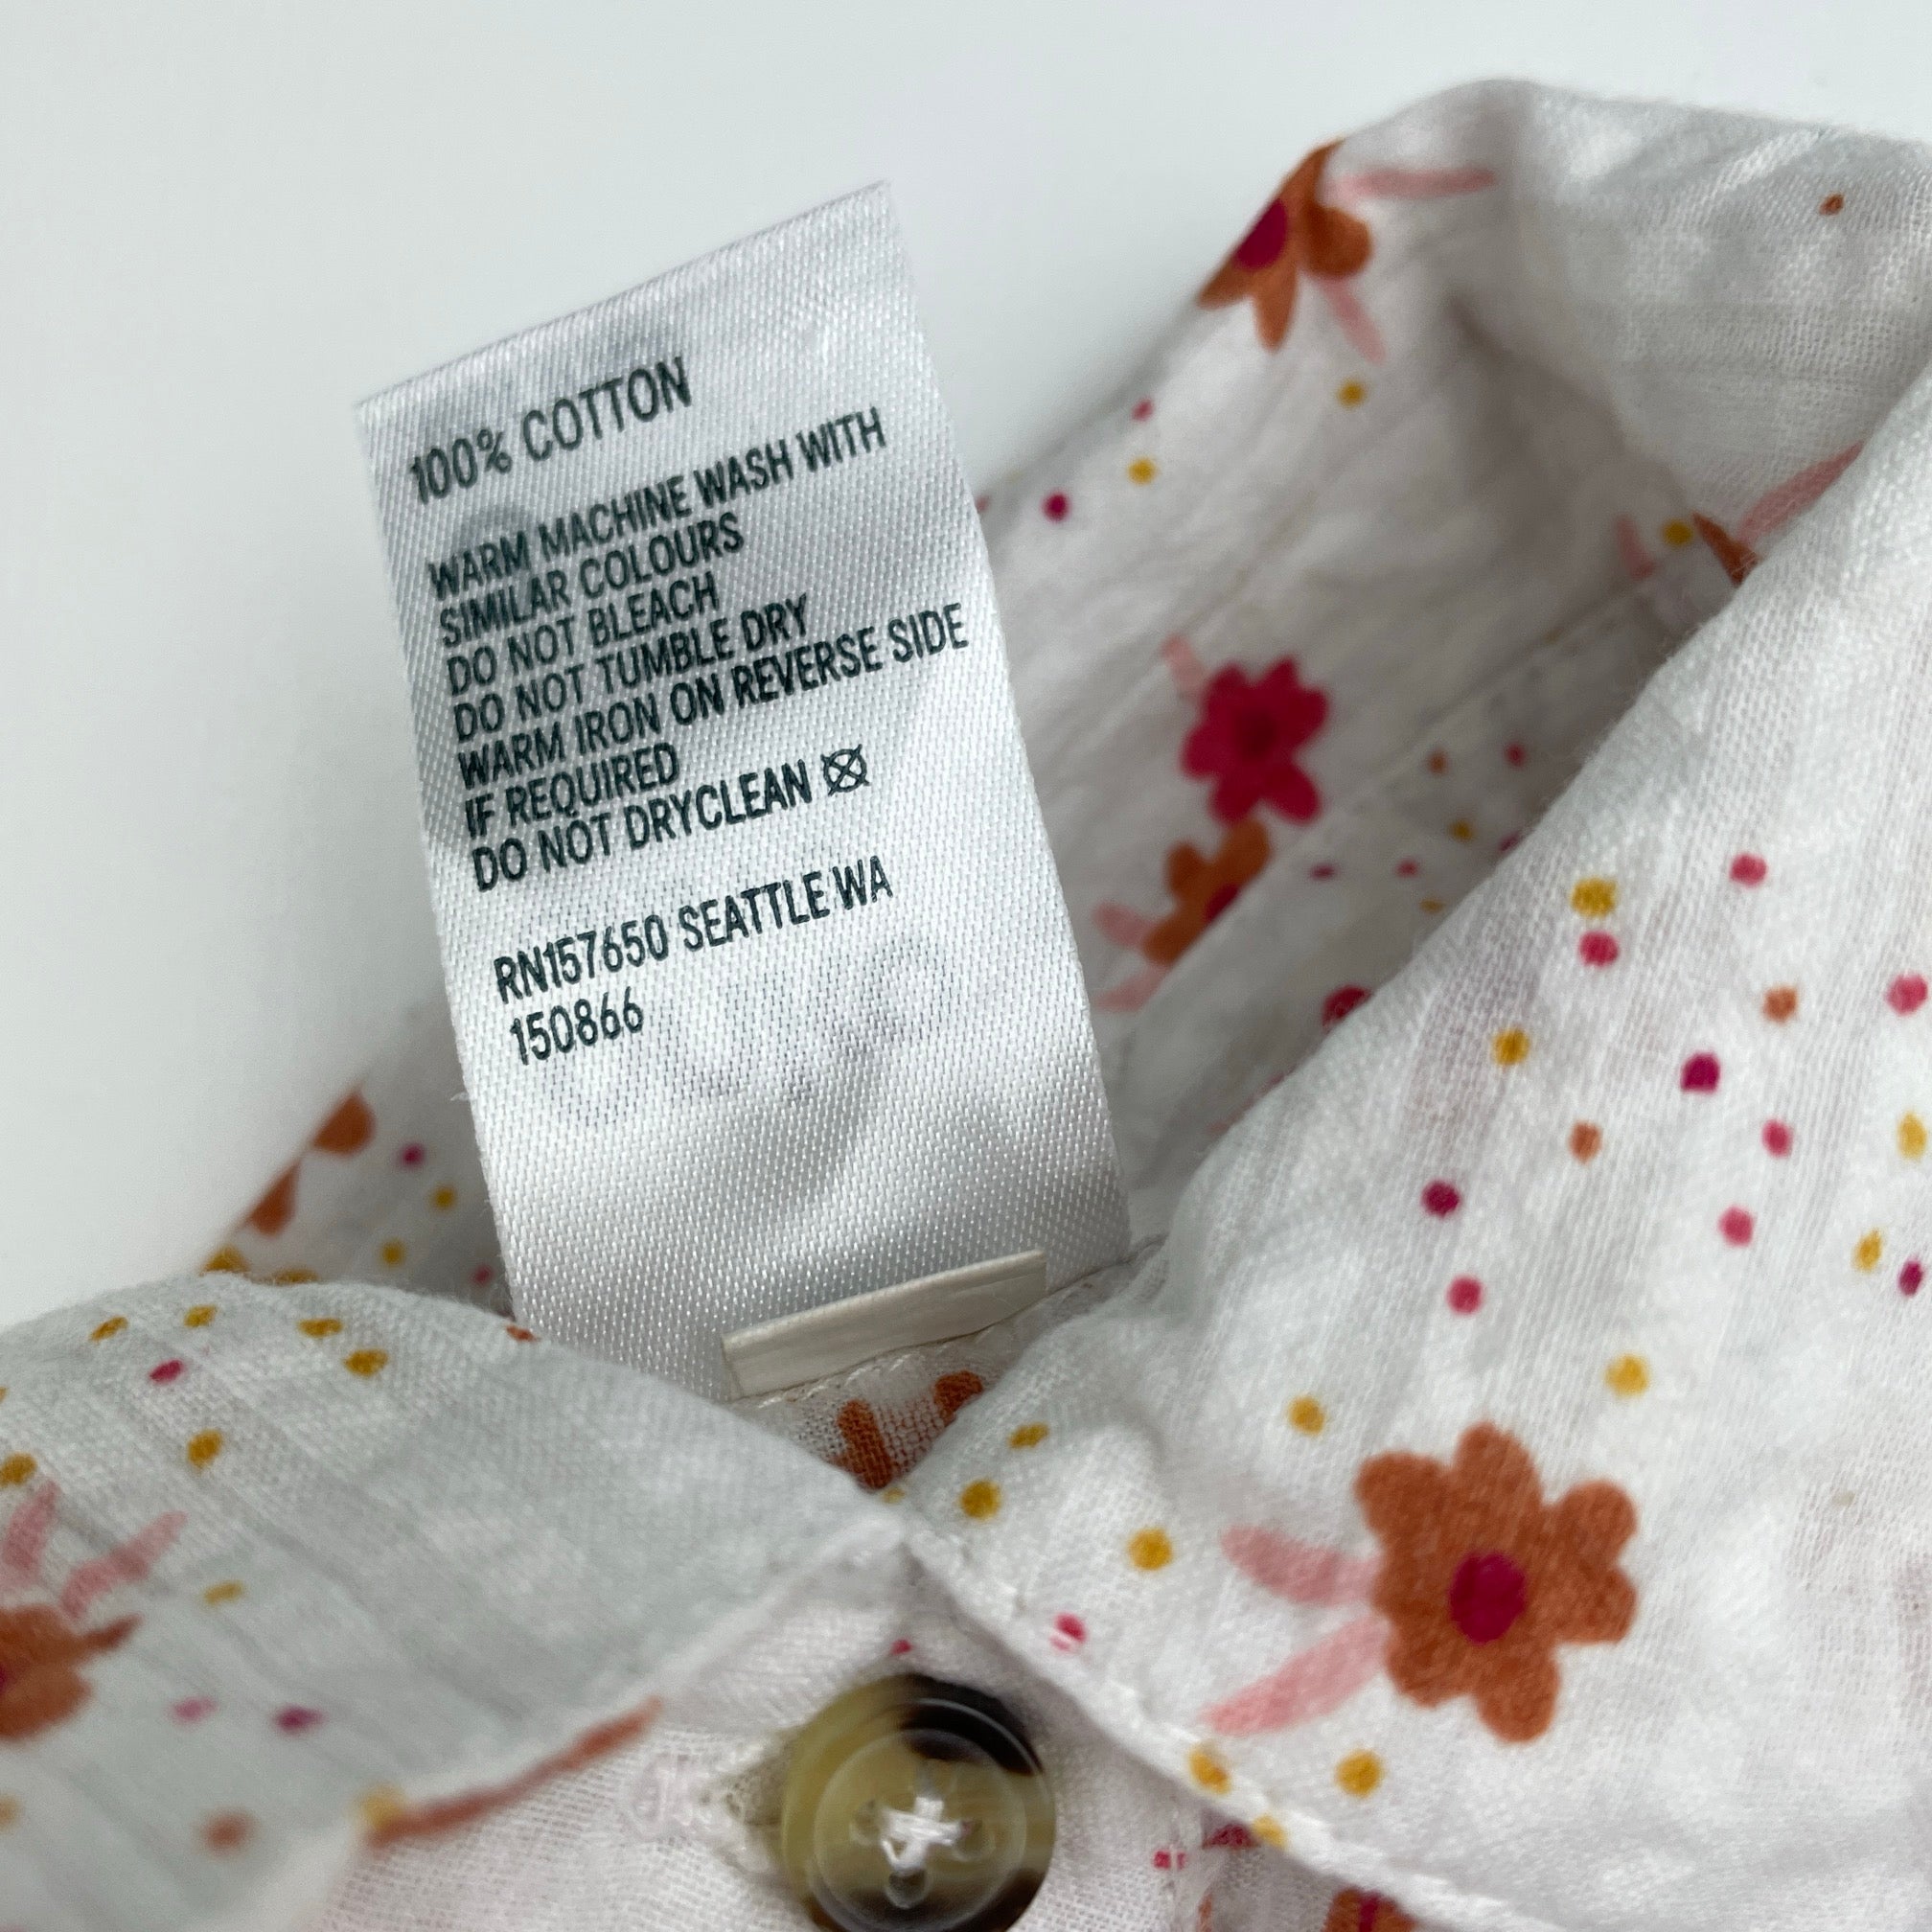 100% COTTON
WARM MACHINE WASH WITH
SIMILAR COLOURS
DO NOT BLEACH
DO NOT TUMBLE DRY
WARM IRON ON REVERSE SIDE
IF REQUIRED
DO NOT DRYCLEAN
RN157650 SEATTLE WA
150866